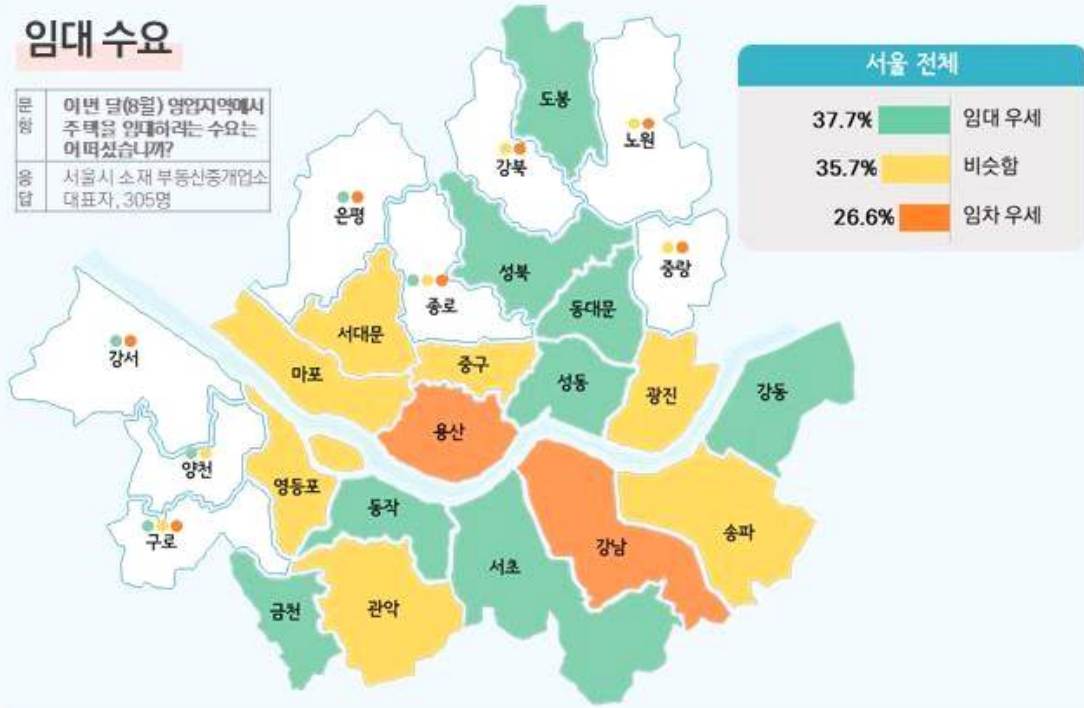 임대 수요
문항
이번 달(8월) 영업지역에서
주택을 임대하려는 수요는
어떠셨습니까?
응답
서울시 소재 부동산중개업소
대표자, 305명
서울 전체
37.7% 임대 우세
35.7% 비슷함
26.6% 임차 우세
도봉
노원
강북
은평
성북
중랑
종로
동대문
서대문
강서
중구
마포
성동
광진
강동
용산
양천
영등포
동작
송파
구로
강남
서초
금천
관악